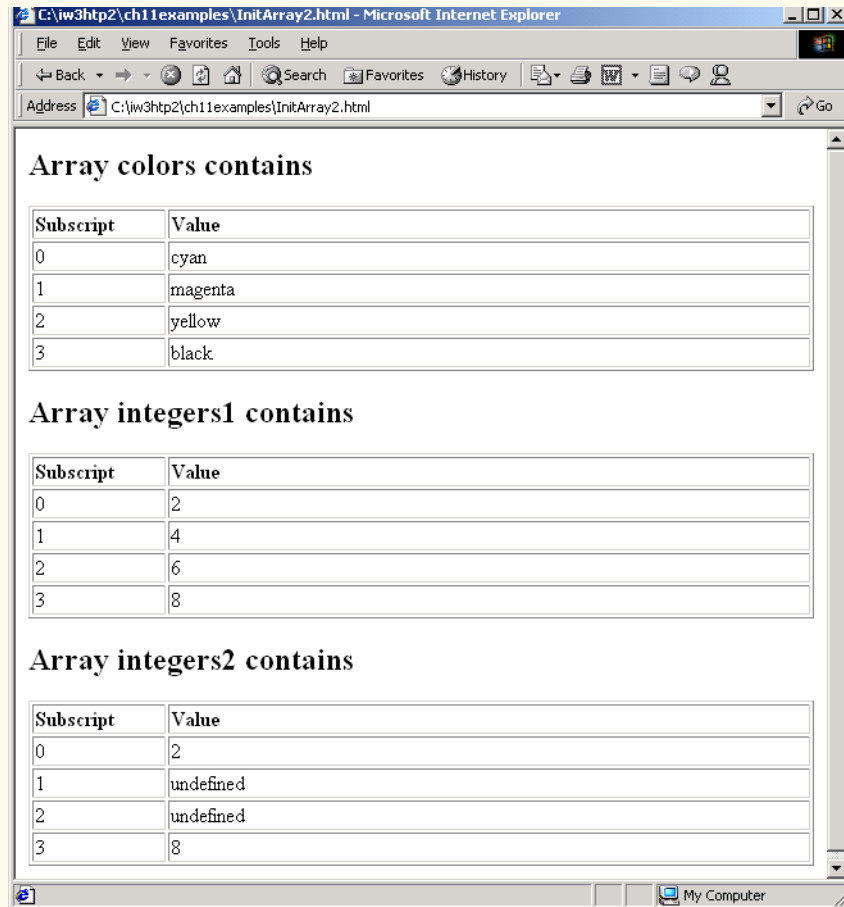 C:\iw3htp2\ch11examples\InitArray2.html - Microsoft Internet Explorer
File Edit View Favorites Tools Help
Back Search Favorites History
Address C:\iw3htp2\ch11examples\InitArray2.html Go
Array colors contains
Subscript Value
0 cyan
1 magenta
2 yellow
3 black
Array integers1 contains
Subscript Value
0 2
1 4
2 6
3 8
Array integers2 contains
Subscript Value
0 2
1 undefined
2 undefined
3 8
My Computer